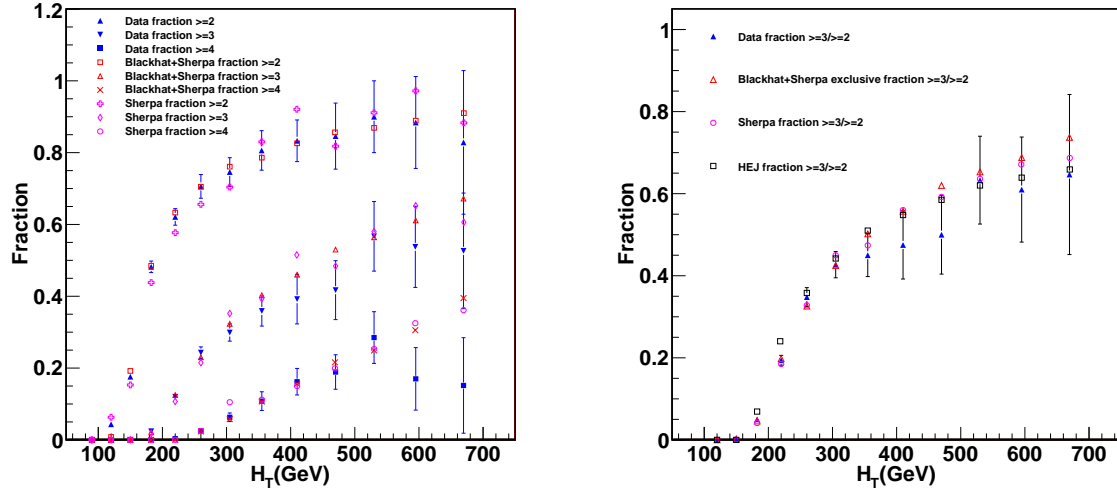 1.2
1
0.8
0.6
0.4
0.2
0
Fraction
Data fraction >=2
Data fraction >=3
Data fraction >=4
Blackhat+Sherpa fraction >=2
Blackhat+Sherpa fraction >=3
Blackhat+Sherpa fraction >=4
Sherpa fraction >=2
Sherpa fraction >=3
Sherpa fraction >=4
100 200 300 400 500 600 700
H_T(GeV)
1
0.8
0.6
0.4
0.2
0
Fraction
Data fraction >=3/>=2
Blackhat+Sherpa exclusive fraction >=3/>=2
Sherpa fraction >=3/>=2
HEJ fraction >=3/>=2
100 200 300 400 500 600 700
H_T(GeV)